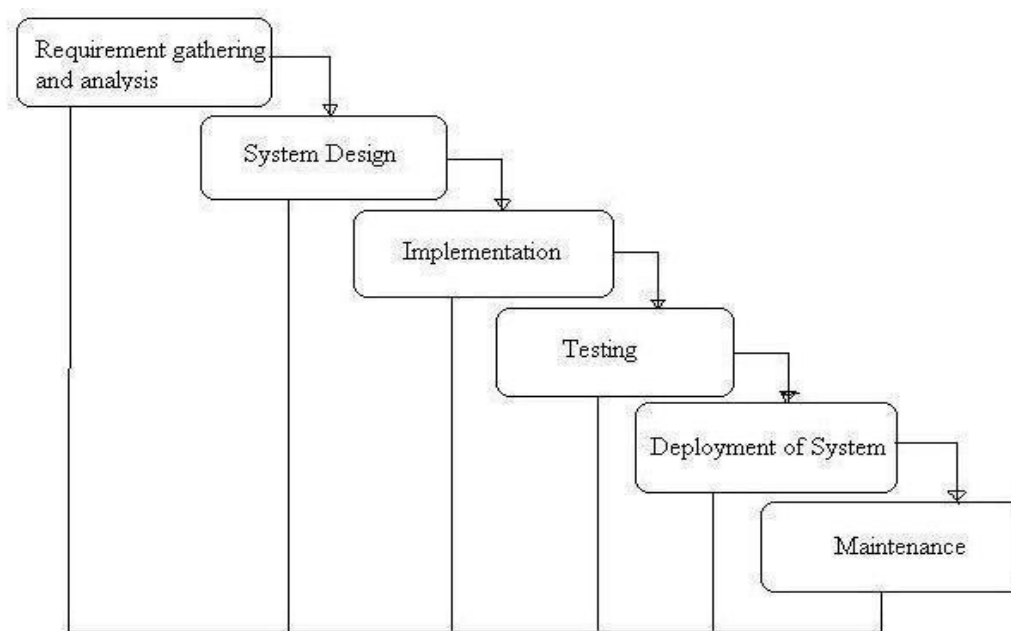 Requirement gathering
and analysis
System Design
Implementation
Testing
Deployment of System
Maintenance